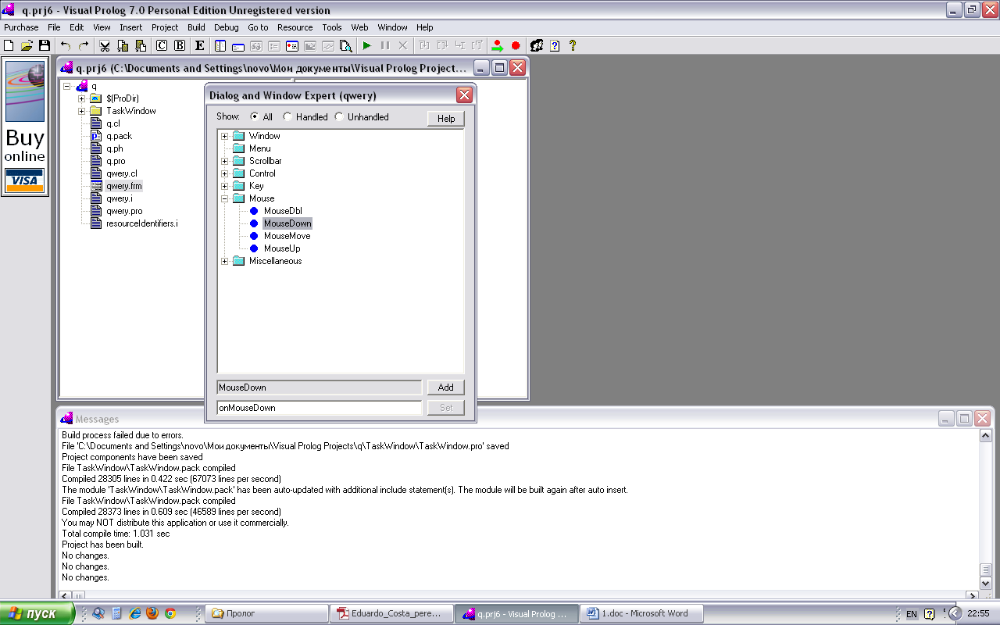 q.prj6 - Visual Prolog 7.0 Personal Edition Unregistered version
Purchase File Edit View Insert Project Build Debug Go to Resource Tools Web Window Help
C B E
Buy
online
VISA
q.prj6 (C:\Documents and Settings\novo\Мои документы\Visual Prolog Project...
q
$(ProDir)
TaskWindow
q.cl
q.pack
q.ph
q.pro
qwery.cl
qwery.frm
qwery.i
qwery.pro
resourceIdentifiers.i
Dialog and Window Expert (qwery)
Show: All Handled Unhandled Help
Window
Menu
Scrollbar
Control
Key
Mouse
MouseDbl
MouseDown
MouseMove
MouseUp
Miscellaneous
MouseDown Add
onMouseDown Set
Messages
Build process failed due to errors.
File 'C:\Documents and Settings\novo\Мои документы\Visual Prolog Projects\q\TaskWindow\TaskWindow.pro' saved
Project components have been saved
File TaskWindow\TaskWindow.pack compiled
Compiled 28305 lines in 0.422 sec (67073 lines per second)
The module 'TaskWindow\TaskWindow.pack' has been auto-updated with additional include statement(s). The module will be built again after auto insert.
File TaskWindow\TaskWindow.pack compiled
Compiled 28373 lines in 0.609 sec (46589 lines per second)
You may NOT distribute this application or use it commercially.
Total compile time: 1.031 sec
Project has been built.
No changes.
No changes.
No changes.
пуск Пролог Eduardo_Costa_pere... q.prj6 - Visual Prolog ... 1.doc - Microsoft Word EN 22:55